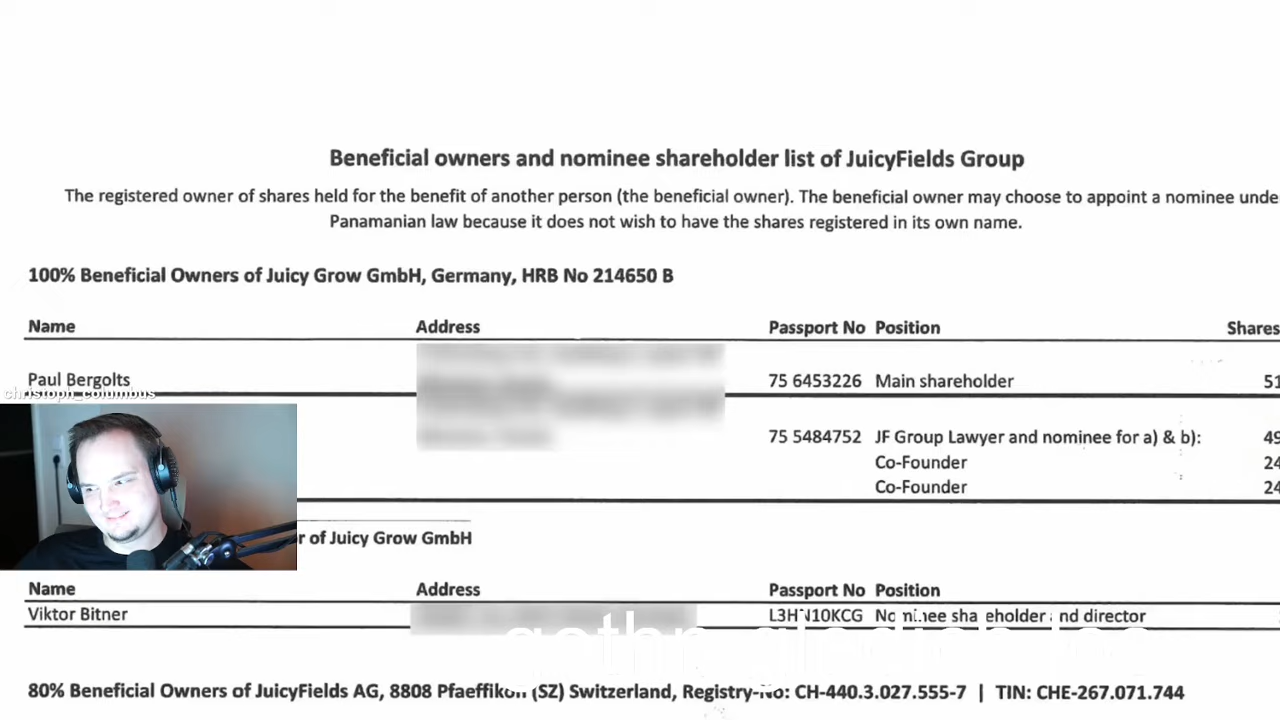 Beneficial owners and nominee shareholder list of JuicyFields Group
The registered owner of shares held for the benefit of another person (the beneficial owner). The beneficial owner may choose to appoint a nominee unde
Panamanian law because it does not wish to have the shares registered in its own name.
100% Beneficial Owners of Juicy Grow GmbH, Germany, HRB No 214650 B
Name Address Passport No Position Shares
Paul Bergolts 75 6453226 Main shareholder 51
christoph_columbus
75 5484752 JF Group Lawyer and nominee for a) & b): 49
Co-Founder 24
Co-Founder 24
r of Juicy Grow GmbH
Name Address Passport No Position
Viktor Bitner L3HN10KCG Nominee shareholder and director
80% Beneficial Owners of JuicyFields AG, 8808 Pfaeffikon (SZ) Switzerland, Registry-No: CH-440.3.027.555-7 | TIN: CHE-267.071.744